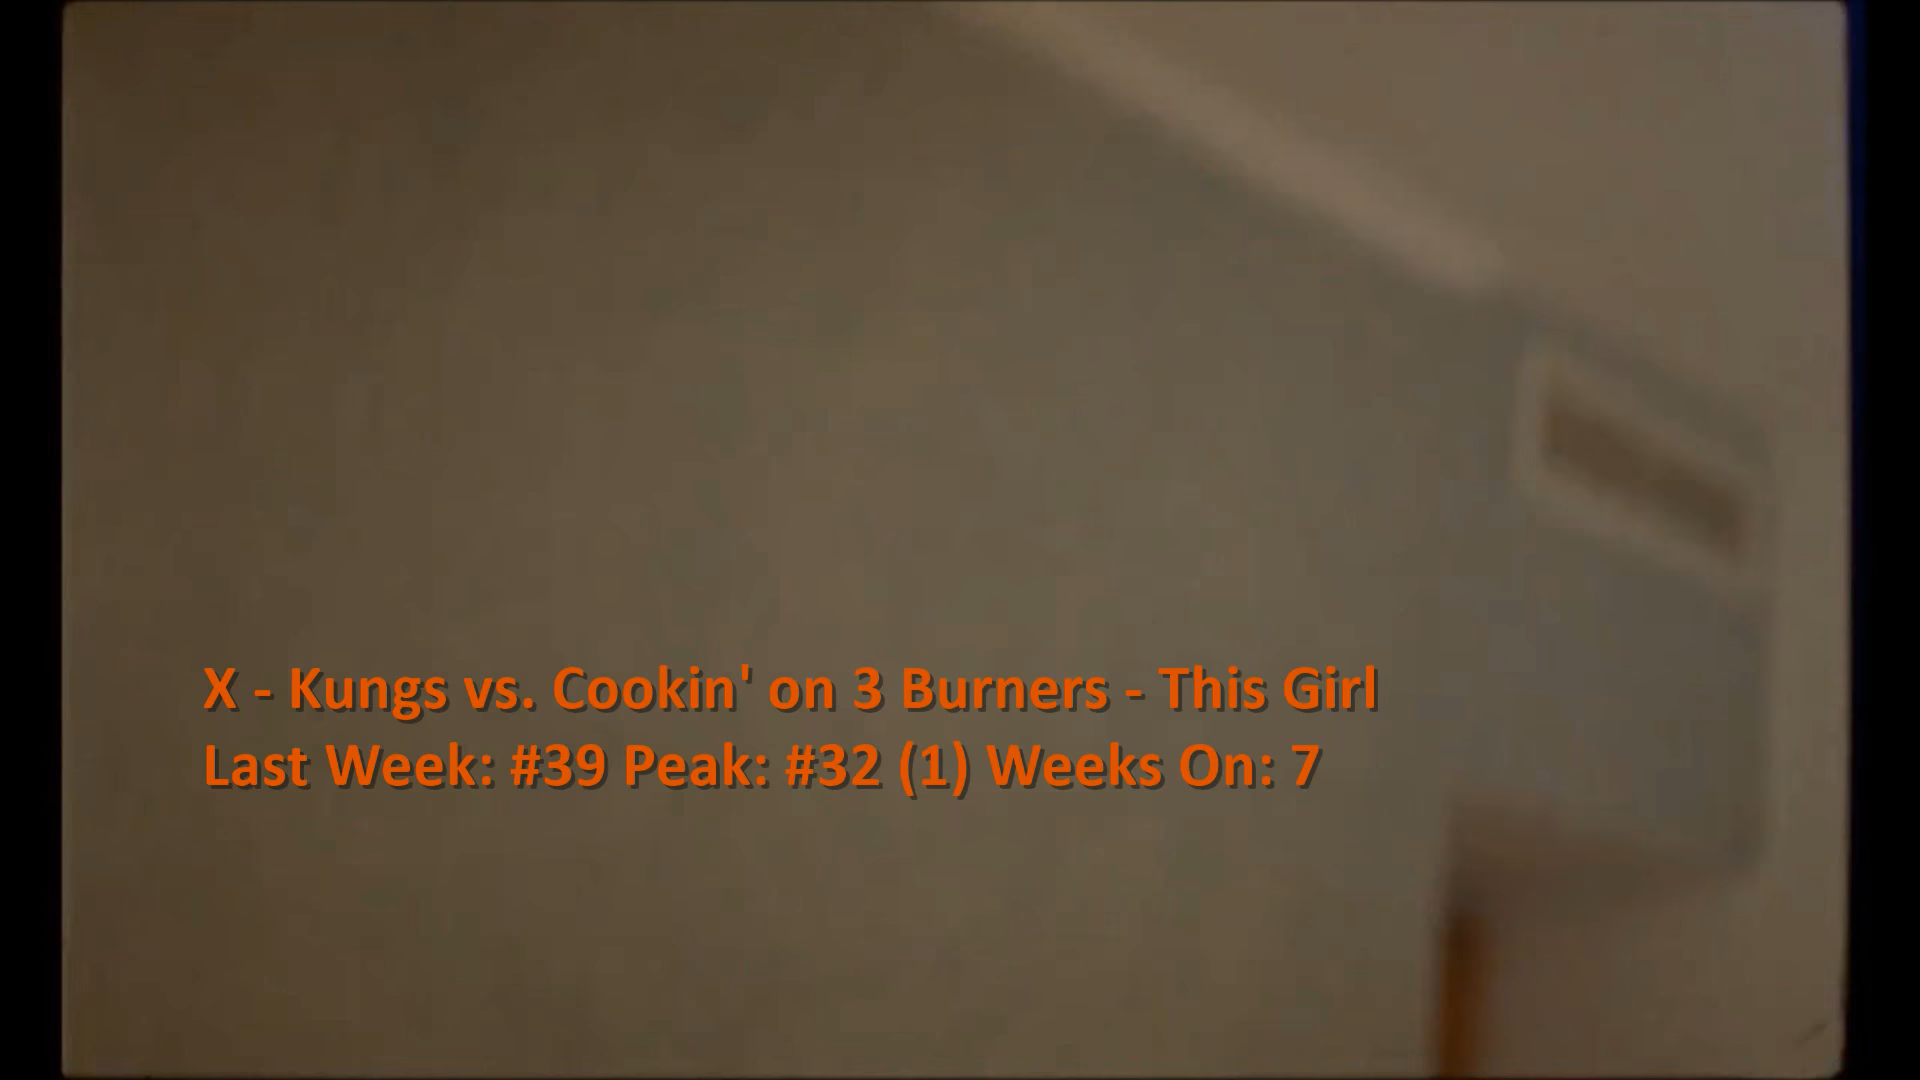 X - Kungs vs. Cookin' on 3 Burners - This Girl
Last Week: #39 Peak: #32 (1) Weeks On: 7